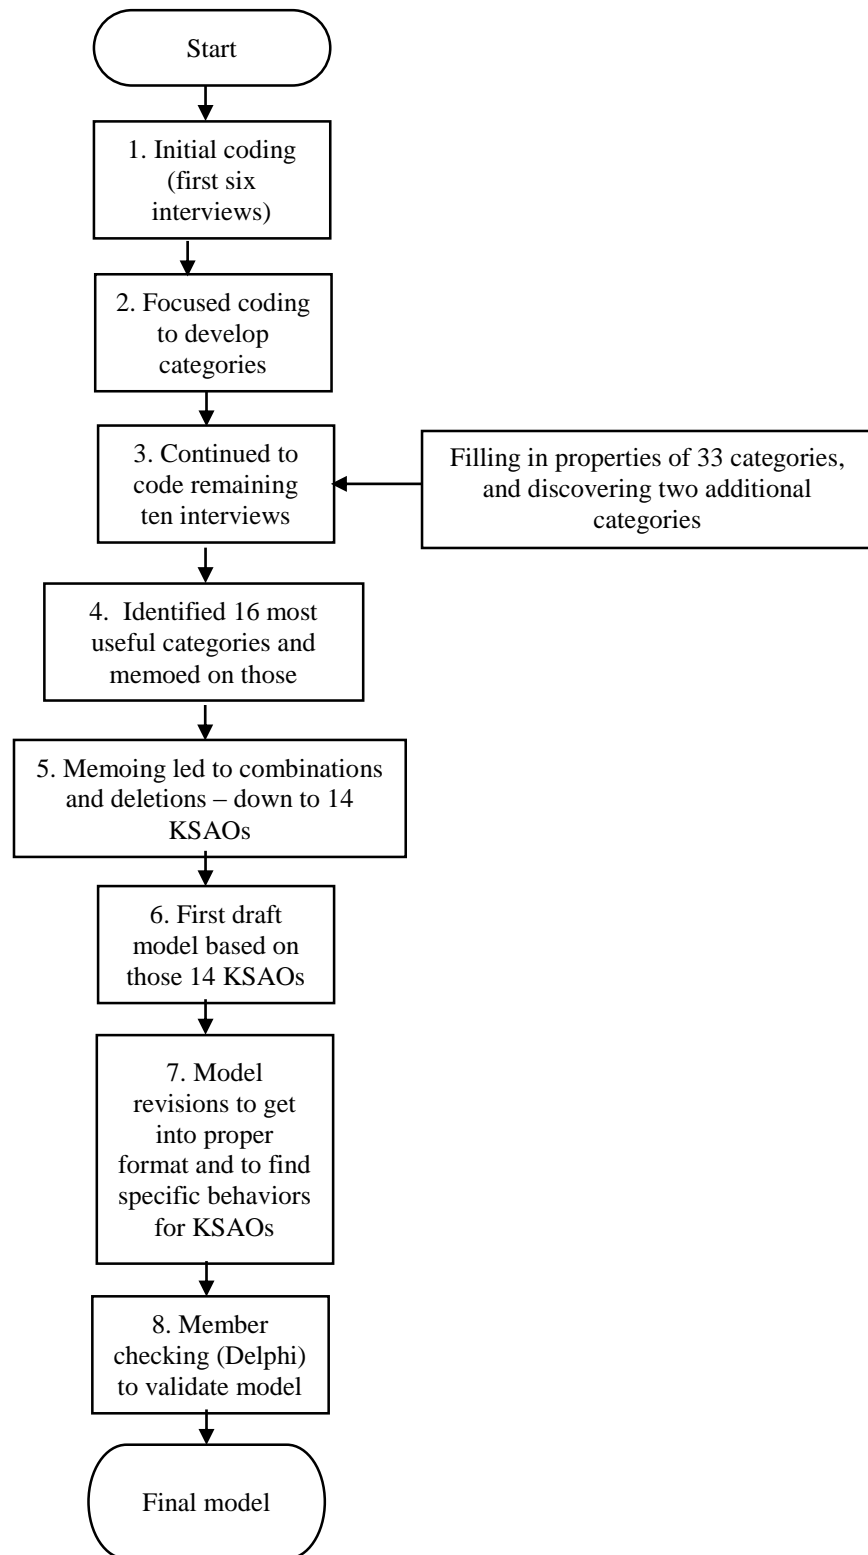 Start
1. Initial coding
(first six
interviews)
2. Focused coding
to develop
categories
3. Continued to
code remaining
ten interviews
Filling in properties of 33 categories,
and discovering two additional
categories
4.  Identified 16 most
useful categories and
memoed on those
5. Memoing led to combinations
and deletions – down to 14
KSAOs
6. First draft
model based on
those 14 KSAOs
7. Model
revisions to get
into proper
format and to find
specific behaviors
for KSAOs
8. Member
checking (Delphi)
to validate model
Final model